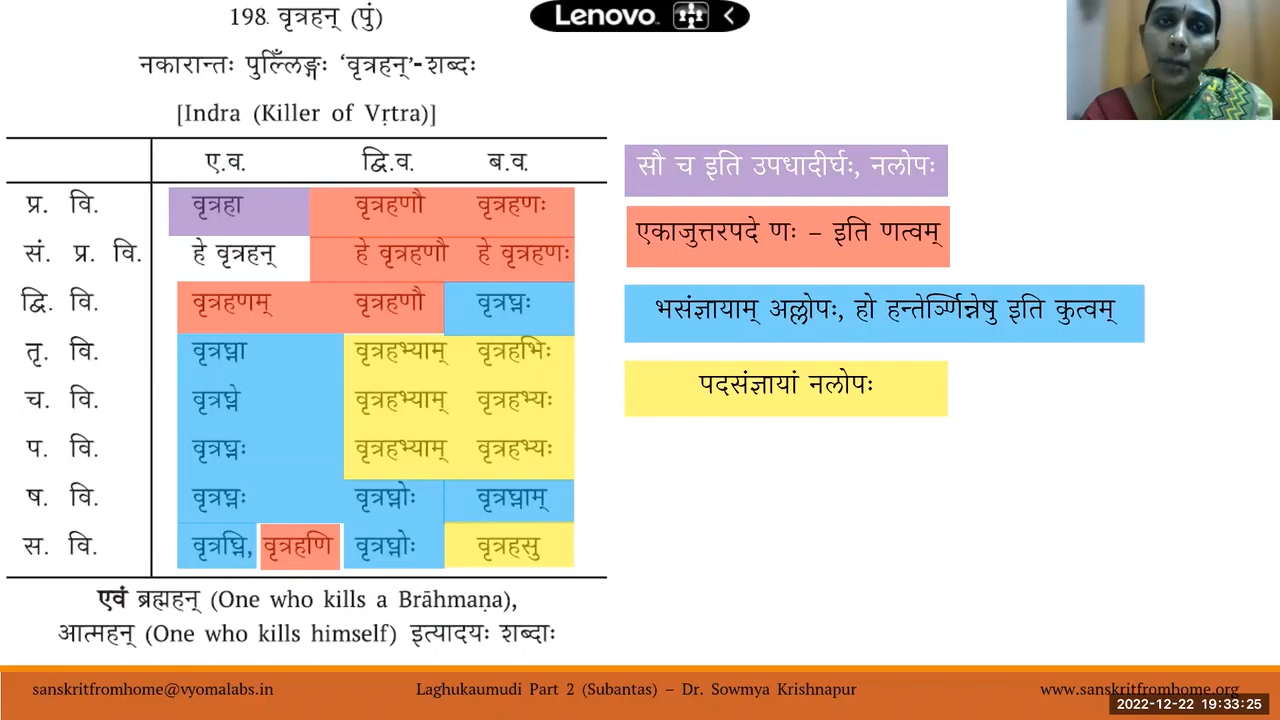 198. वृत्रहन् (पुं)
नकारान्तः पुल्लिँङ्गः ‘वृत्रहन्’-शब्दः
[Indra (Killer of Vṛtra)]
ए.व. द्वि.व. ब.व.
प्र. वि. वृत्रहा वृत्रहणौ वृत्रहणः
सं. प्र. वि. हे वृत्रहन् हे वृत्रहणौ हे वृत्रहणः
द्वि. वि. वृत्रहणम् वृत्रहणौ वृत्रघ्नः
तृ. वि. वृत्रघ्ना वृत्रहभ्याम् वृत्रहभिः
च. वि. वृत्रघ्ने वृत्रहभ्याम् वृत्रहभ्यः
प. वि. वृत्रघ्नः वृत्रहभ्याम् वृत्रहभ्यः
ष. वि. वृत्रघ्नः वृत्रघ्नोः वृत्रघ्नाम्
स. वि. वृत्रघ्नि, वृत्रहणि वृत्रघ्नोः वृत्रहसु
एवं ब्रह्महन् (One who kills a Brāhmaṇa),
आत्महन् (One who kills himself) इत्यादयः शब्दाः
सौ च इति उपधादीर्घः, नलोपः
एकाजुत्तरपदे णः – इति णत्वम्
भसंज्ञायाम् अल्लोपः, हो हन्तेर्ञ्णिन्नेषु इति कुत्वम्
पदसंज्ञायां नलोपः
Lenovo
sanskritfromhome@vyomalabs.in
Laghukaumudi Part 2 (Subantas) – Dr. Sowmya Krishnapur
www.sanskritfromhome.org
2022-12-22 19:33:25